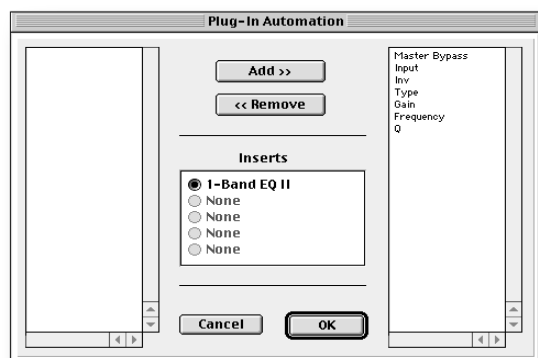 Plug-In Automation
Add >>
<< Remove
Inserts
1-Band EQ II
None
None
None
None
Cancel
OK
Master Bypass
Input
Inv
Type
Gain
Frequency
Q